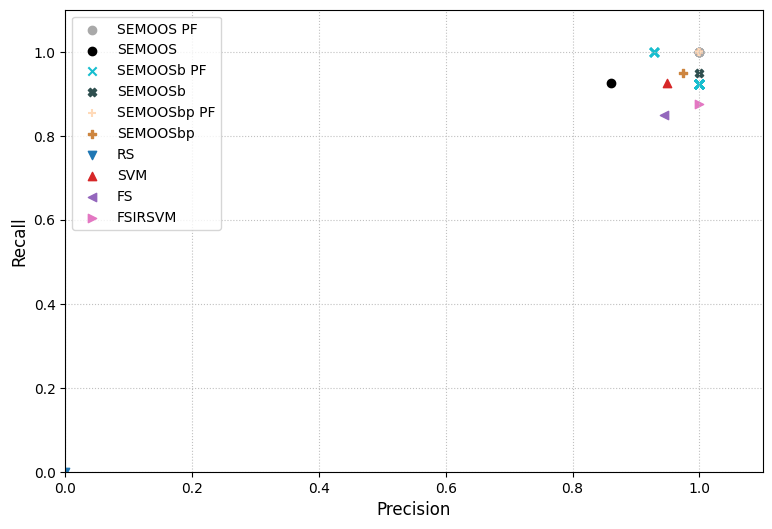 SEMOOS PF
SEMOOS
SEMOOSb PF
SEMOOSb
SEMOOSbp PF
SEMOOSbp
RS
SVM
FS
FSIRSVM
1.0
0.8
0.6
0.4
0.2
0.0
Recall
0.0 0.2 0.4 0.6 0.8 1.0
Precision